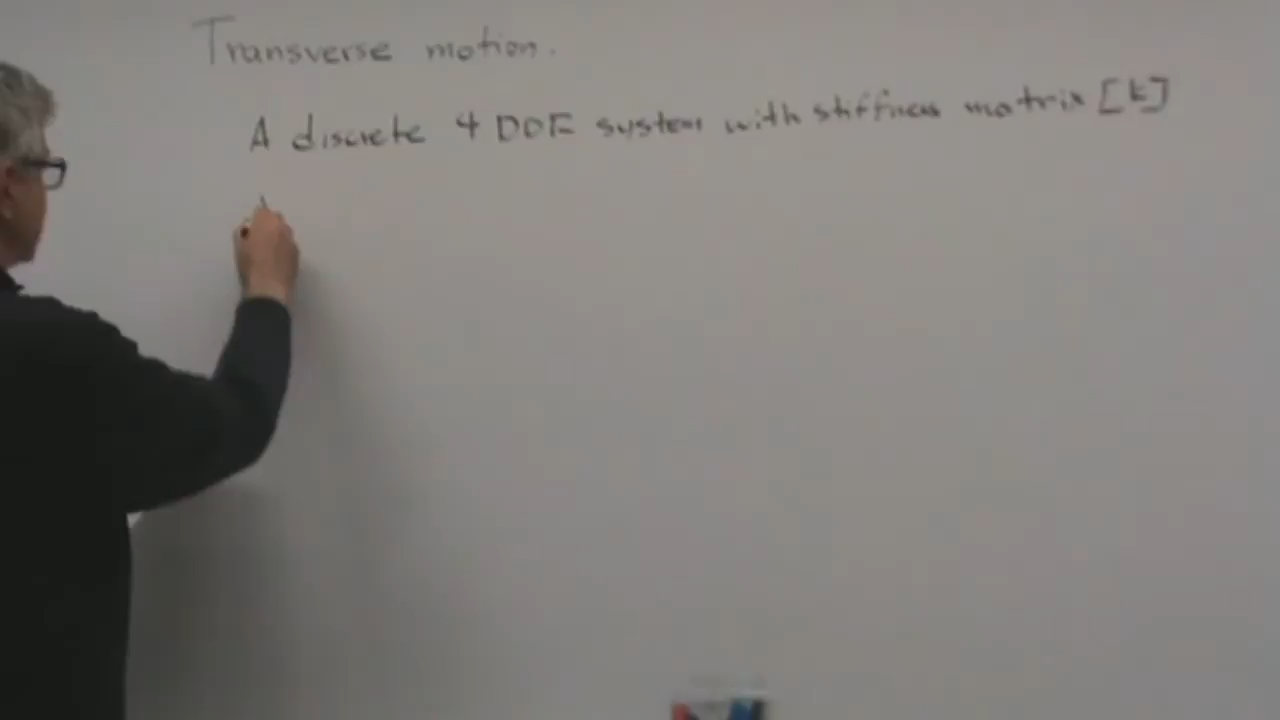 Transverse motion.
A discrete 4 DOF system with stiffness matrix [k]